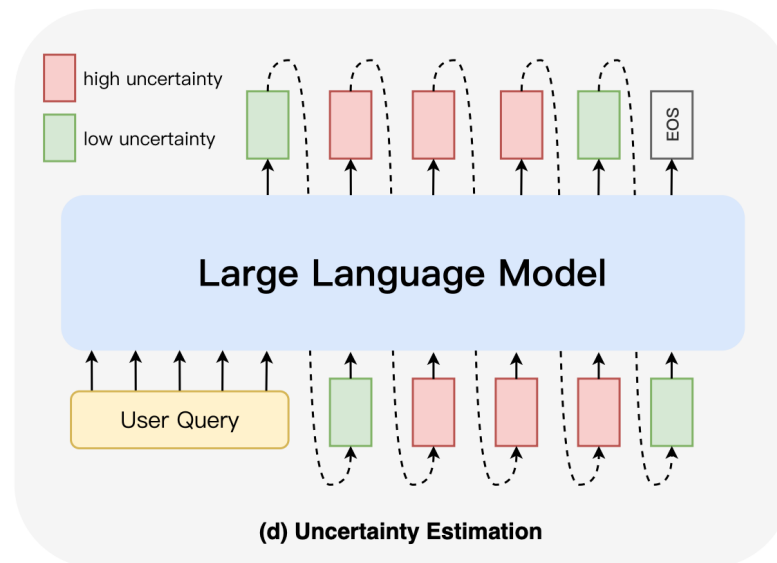 high uncertainty
low uncertainty
EOS
Large Language Model
User Query
(d) Uncertainty Estimation